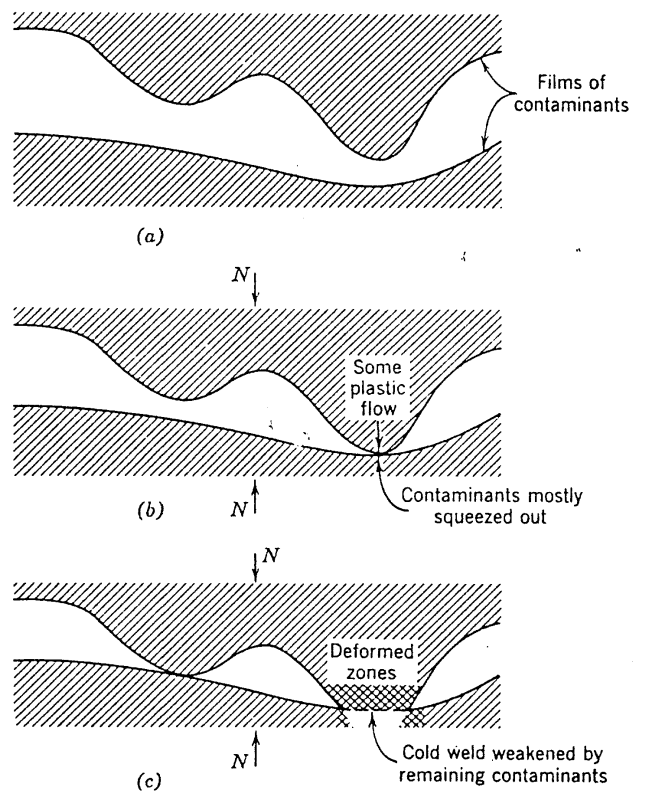 Films of
contaminants
(a)
N
Some
plastic
flow
N
(b)
Contaminants mostly
squeezed out
N
Deformed
zones
N
(c)
Cold weld weakened by
remaining contaminants